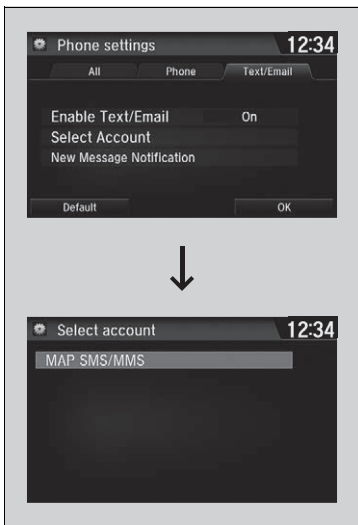 Phone settings 12:34
All Phone Text/Email
Enable Text/Email On
Select Account
New Message Notification
Default OK
Select account 12:34
MAP SMS/MMS